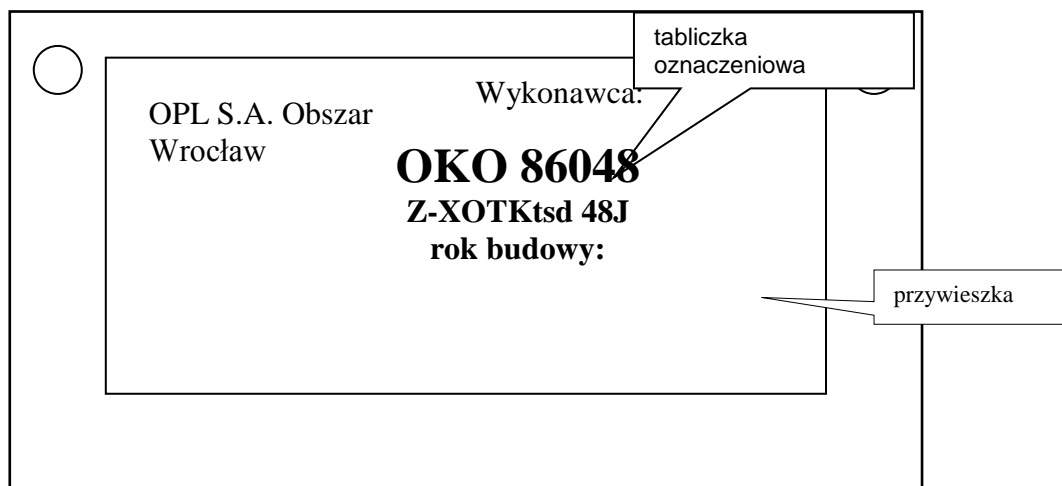 tabliczka
oznaczeniowa
Wykonawca:
OPL S.A. Obszar
Wrocław
OKO 86048
Z-XOTKtsd 48J
rok budowy:
przywieszka